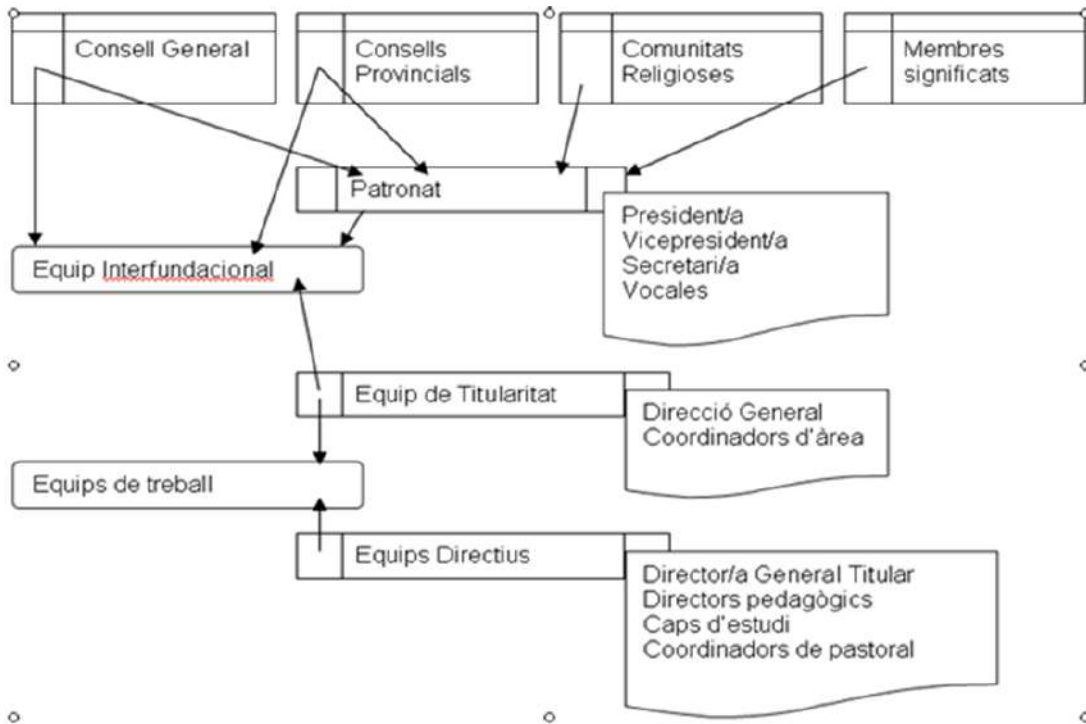 Consell General
Consells
Provincials
Comunitats
Religioses
Membres
significats
Patronat
President/a
Vicepresident/a
Secretari/a
Vocales
Equip Interfundacional
Equip de Titularitat
Direcció General
Coordinadors d'àrea
Equips de treball
Equips Directius
Director/a General Titular
Directors pedagògics
Caps d'estudi
Coordinadors de pastoral